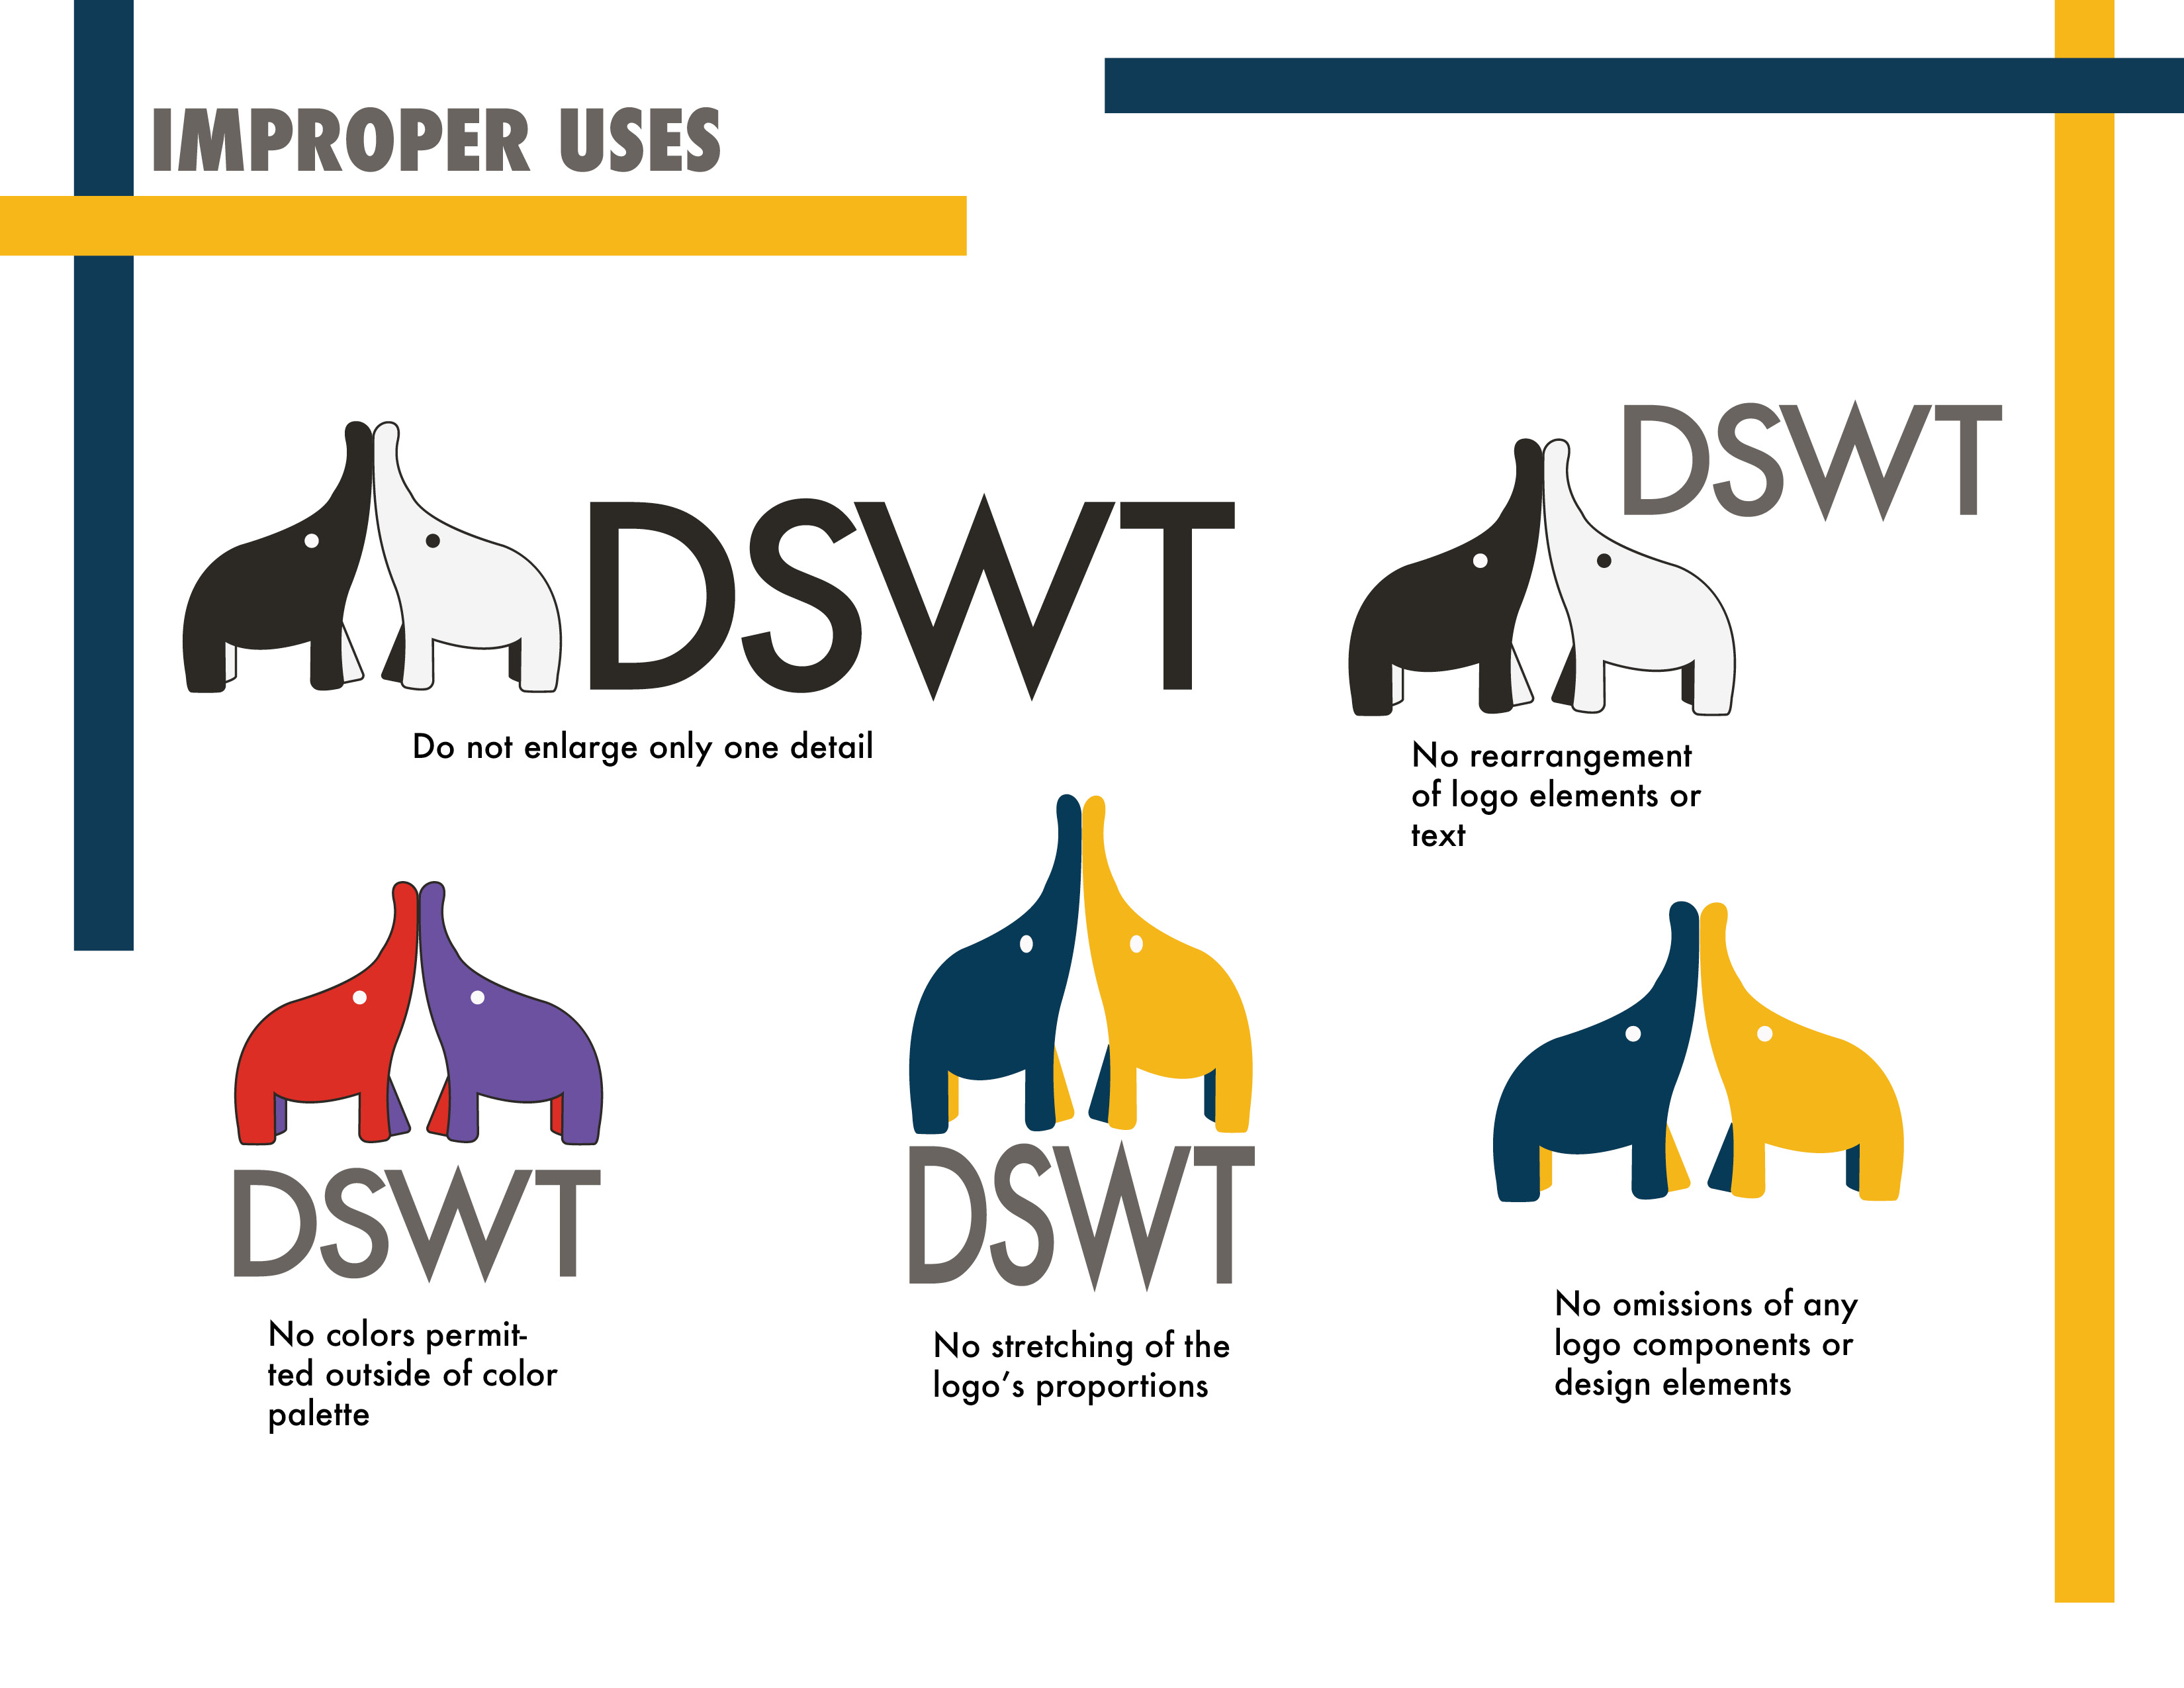 IMPROPER USES
DSWT
Do not enlarge only one detail
DSWT
No rearrangement
of logo elements or
text
DSWT
No colors permit-
ted outside of color
palette
DSWT
No stretching of the
logo’s proportions
No omissions of any
logo components or
design elements